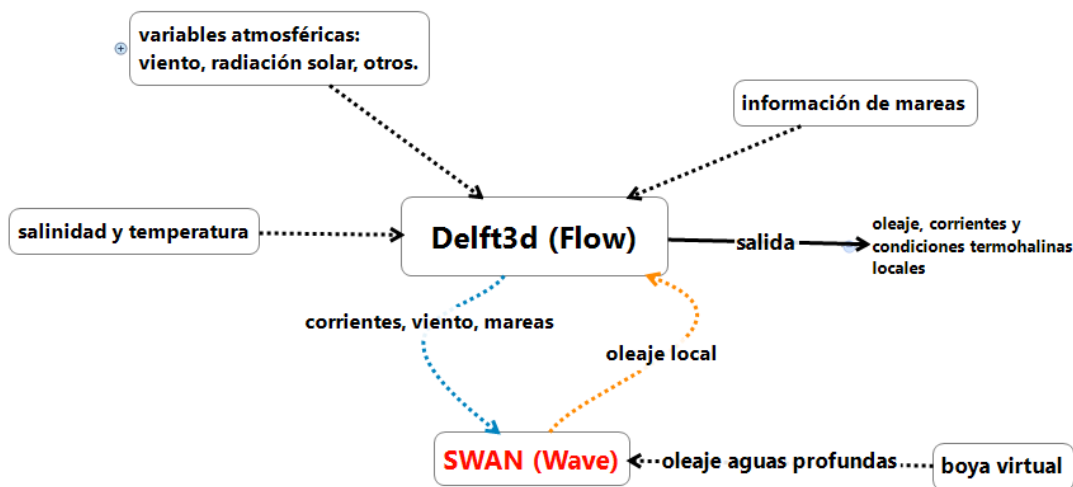 variables atmosféricas:
viento, radiación solar, otros.
información de mareas
salinidad y temperatura
Delft3d (Flow)
salida
oleaje, corrientes y
condiciones termohalinas
locales
corrientes, viento, mareas
oleaje local
SWAN (Wave)
oleaje aguas profundas
boya virtual